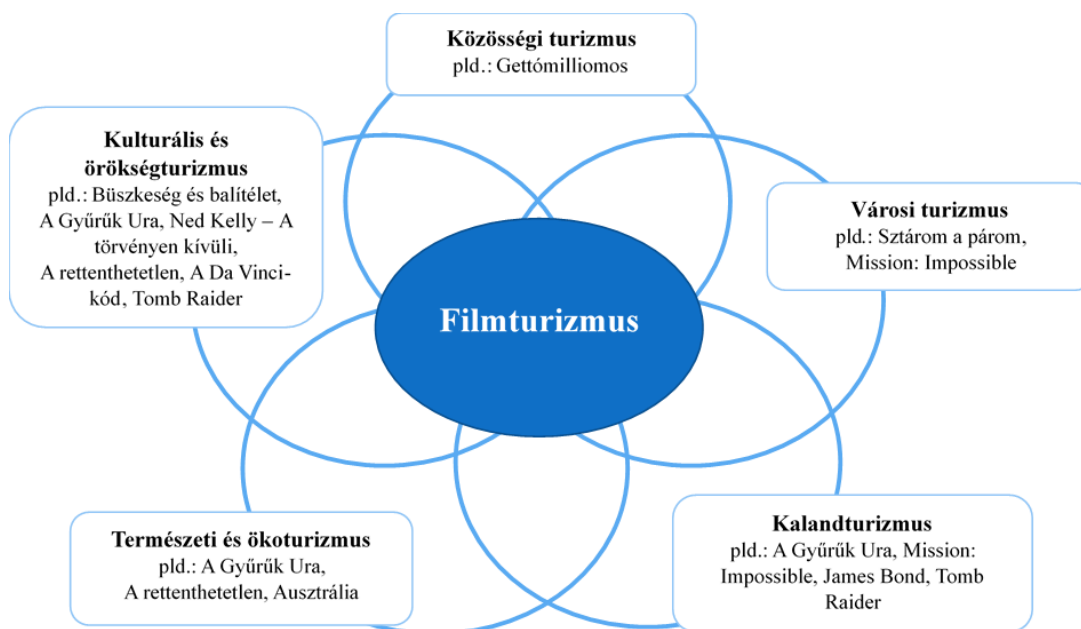 Közösségi turizmus
pld.: Gettómilliomos
Kulturális és
örökségturizmus
pld.: Büszkeség és balítélet,
A Gyűrűk Ura, Ned Kelly – A
törvényen kívüli,
A rettenthetetlen, A Da Vinci-
kód, Tomb Raider
Városi turizmus
pld.: Sztárom a párom,
Mission: Impossible
Filmturizmus
Természeti és ökoturizmus
pld.: A Gyűrűk Ura,
A rettenthetetlen, Ausztrália
Kalandturizmus
pld.: A Gyűrűk Ura, Mission:
Impossible, James Bond, Tomb
Raider